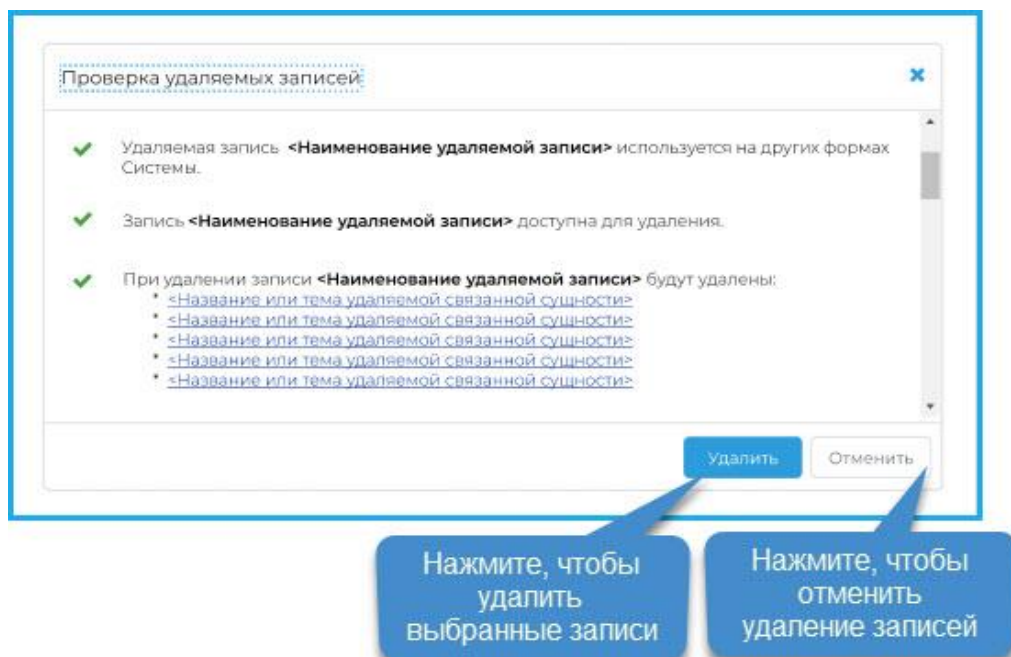 Проверка удаляемых записей
Удаляемая запись <Наименование удаляемой записи> используется на других формах
Системы.
Запись <Наименование удаляемой записи> доступна для удаления.
При удалении записи <Наименование удаляемой записи> будут удалены:
* <Название или тема удаляемой связанной сущности>
* <Название или тема удаляемой связанной сущности>
* <Название или тема удаляемой связанной сущности>
* <Название или тема удаляемой связанной сущности>
* <Название или тема удаляемой связанной сущности>
Удалить
Отменить
Нажмите, чтобы
удалить
выбранные записи
Нажмите, чтобы
отменить
удаление записей